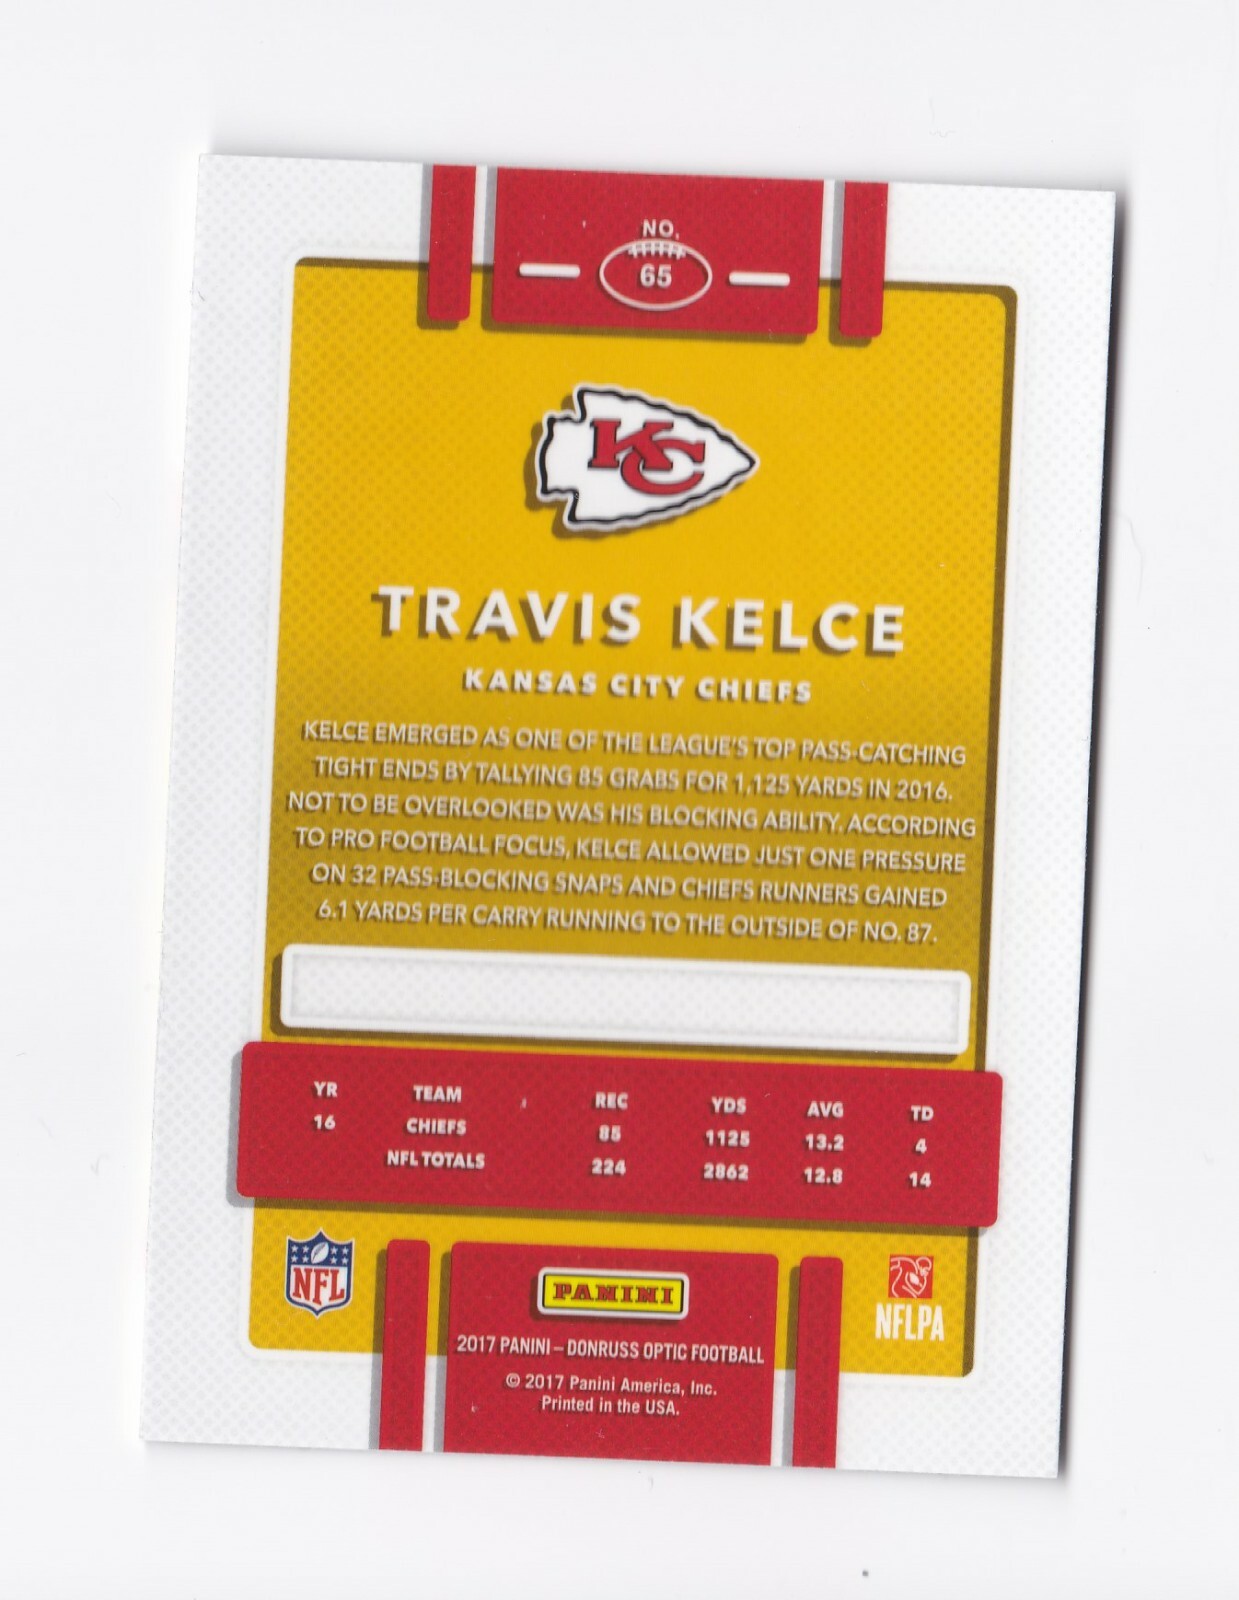 NO.
65
KC
TRAVIS KELCE
KANSAS CITY CHIEFS
KELCE EMERGED AS ONE OF THE LEAGUE'S TOP PASS-CATCHING
TIGHT ENDS BY TALLYING 85 GRABS FOR 1,125 YARDS IN 2016.
NOT TO BE OVERLOOKED WAS HIS BLOCKING ABILITY. ACCORDING
TO PRO FOOTBALL FOCUS, KELCE ALLOWED JUST ONE PRESSURE
ON 32 PASS-BLOCKING SNAPS AND CHIEFS RUNNERS GAINED
6.1 YARDS PER CARRY RUNNING TO THE OUTSIDE OF NO. 87.
YR TEAM REC YDS AVG TD
16 CHIEFS 85 1125 13.2 4
NFL TOTALS 224 2862 12.8 14
NFL
PANINI
NFLPA
2017 PANINI – DONRUSS OPTIC FOOTBALL
© 2017 Panini America, Inc.
Printed in the USA.